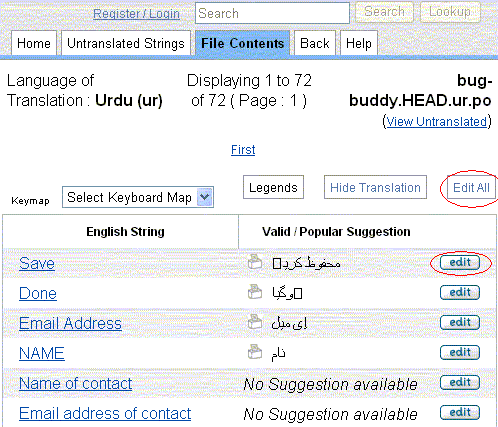 Register / Login Search Search Lookup
Home Untranslated Strings File Contents Back Help
Language of Translation : Urdu (ur)
Displaying 1 to 72 of 72 ( Page : 1 )
bug-buddy.HEAD.ur.po
(View Untranslated)
First
Keymap Select Keyboard Map Legends Hide Translation Edit All
English String Valid / Popular Suggestion
Save محفوظ کری edit
Done وگیا edit
Email Address ای میل edit
NAME نام edit
Name of contact No Suggestion available edit
Email address of contact No Suggestion available edit